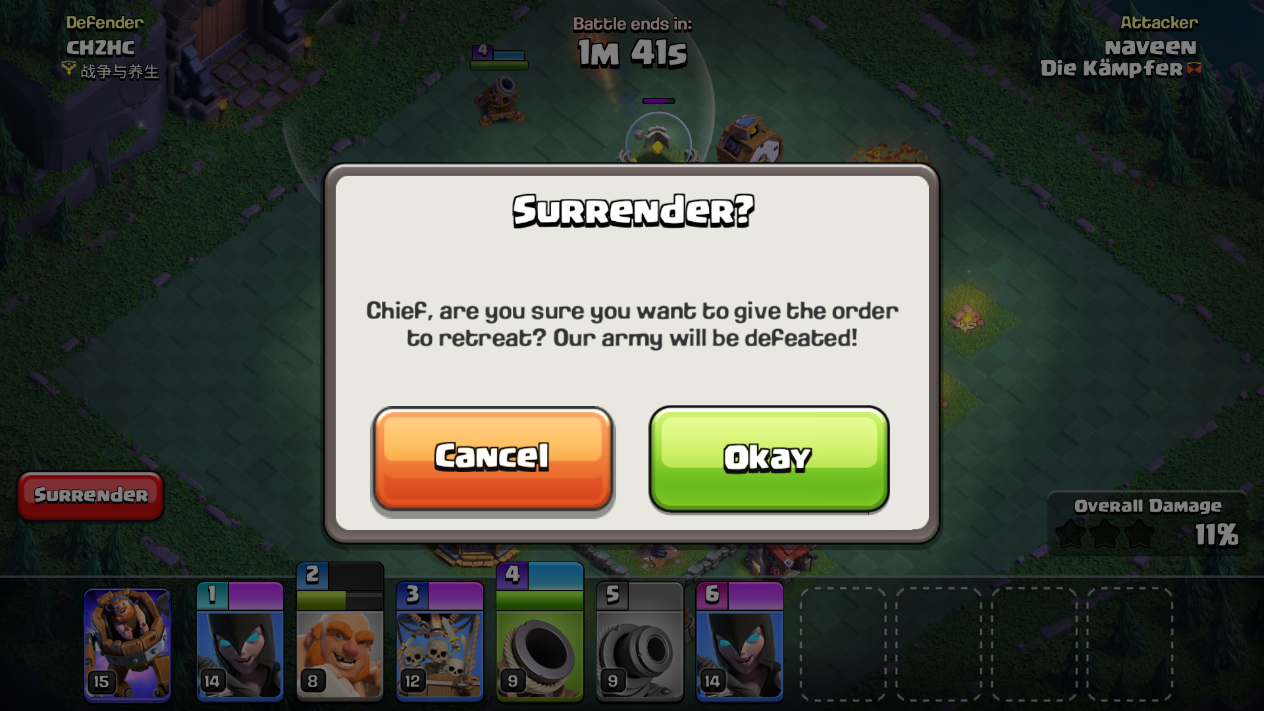 Defender
CHZHC
战争与养生
Battle ends in:
1M 41s
Attacker
naveen
Die Kämpfer
4
Surrender?
Chief, are you sure you want to give the order
to retreat? Our army will be defeated!
Cancel
Okay
Surrender
Overall Damage
11%
1
2
3
4
5
6
15
14
8
12
9
9
14